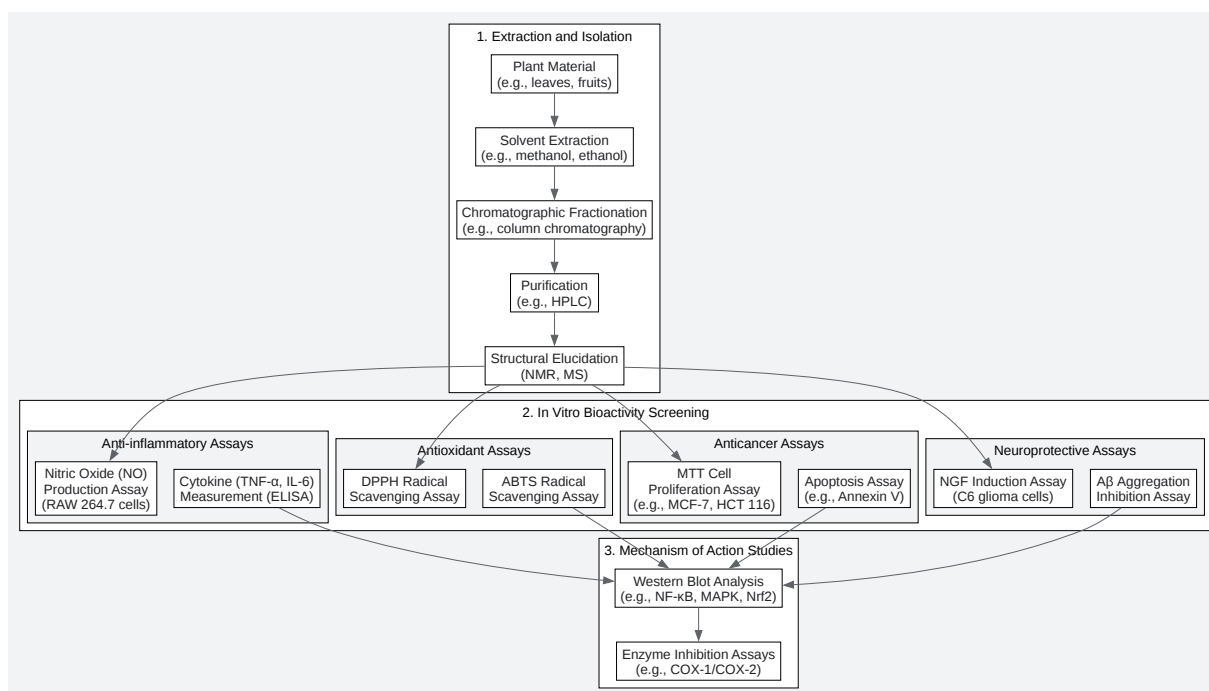 1. Extraction and Isolation
Plant Material
(e.g., leaves, fruits)
Solvent Extraction
(e.g., methanol, ethanol)
Chromatographic Fractionation
(e.g., column chromatography)
Purification
(e.g., HPLC)
Structural Elucidation
(NMR, MS)
2. In Vitro Bioactivity Screening
Anti-inflammatory Assays
Nitric Oxide (NO)
Production Assay
(RAW 264.7 cells)
Cytokine (TNF-α, IL-6)
Measurement (ELISA)
Antioxidant Assays
DPPH Radical
Scavenging Assay
ABTS Radical
Scavenging Assay
Anticancer Assays
MTT Cell
Proliferation Assay
(e.g., MCF-7, HCT 116)
Apoptosis Assay
(e.g., Annexin V)
Neuroprotective Assays
NGF Induction Assay
(C6 glioma cells)
Aβ Aggregation
Inhibition Assay
3. Mechanism of Action Studies
Western Blot Analysis
(e.g., NF-κB, MAPK, Nrf2)
Enzyme Inhibition Assays
(e.g., COX-1/COX-2)